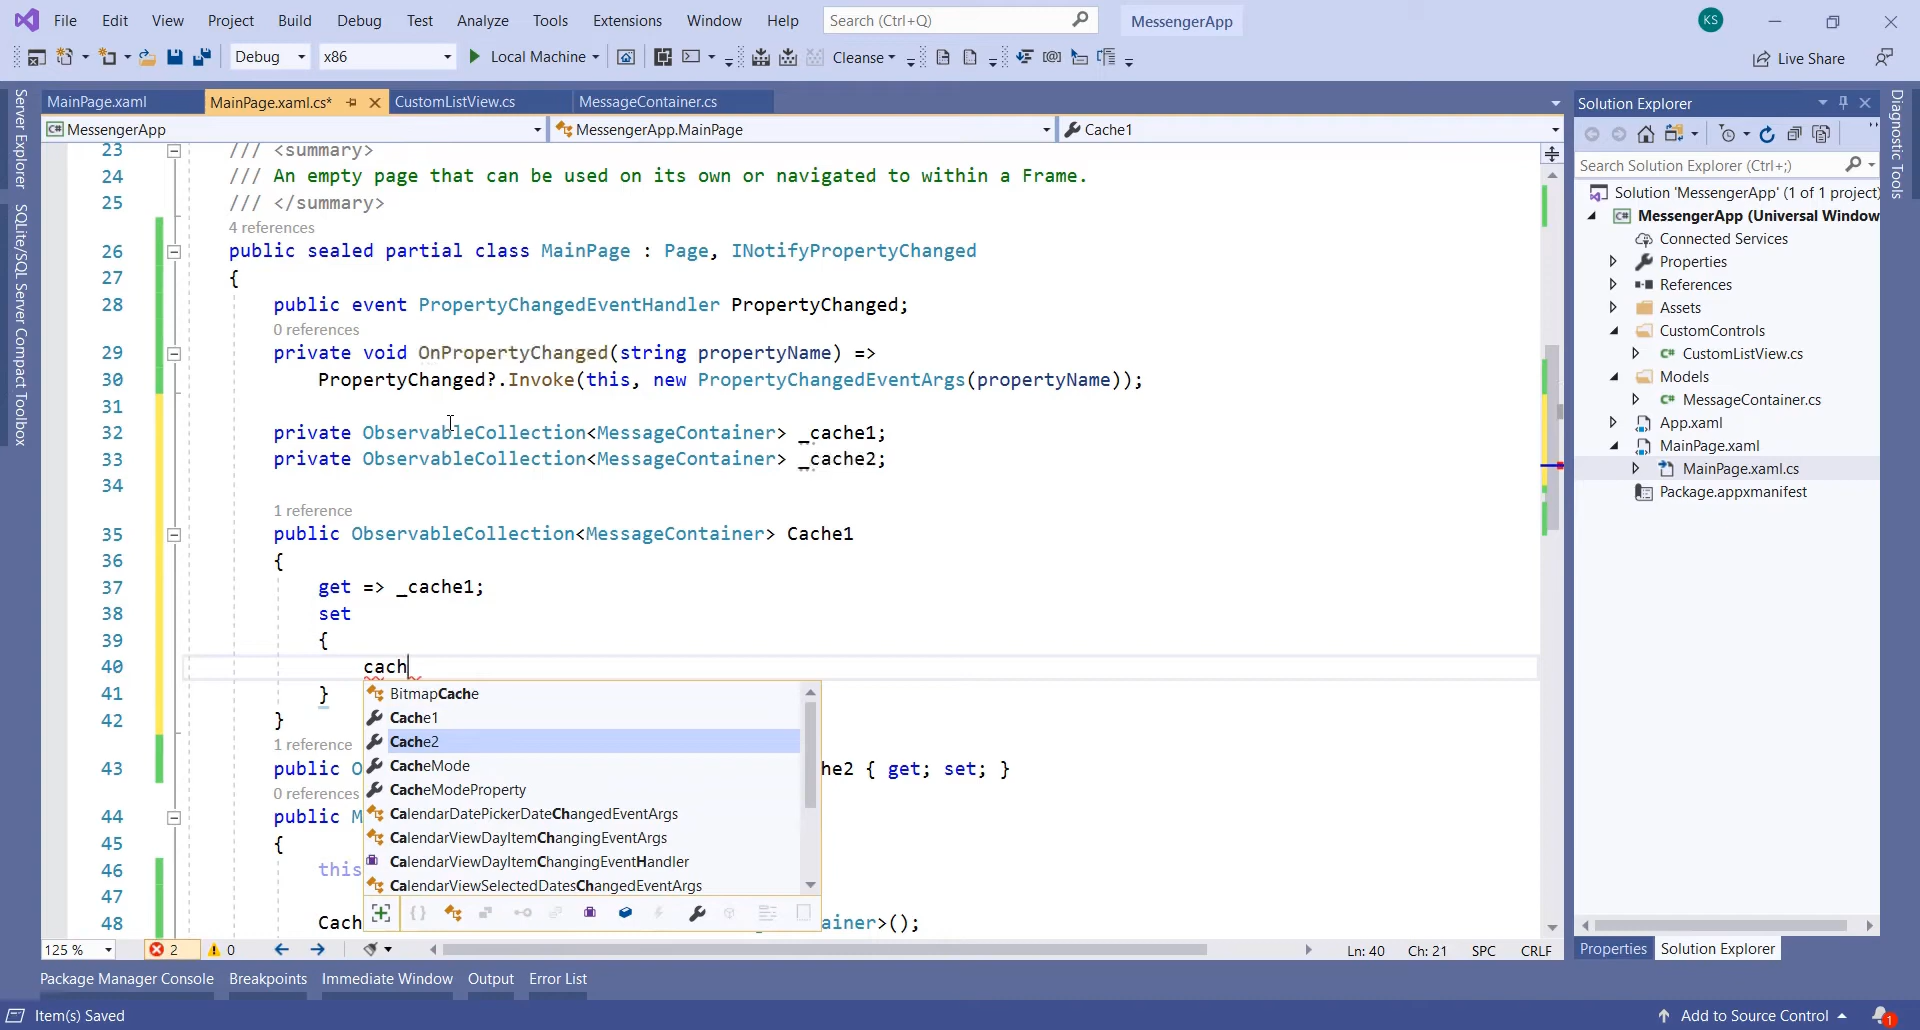 File Edit View Project Build Debug Test Analyze Tools Extensions Window Help Search (Ctrl+Q) MessengerApp KS
Debug x86 Local Machine Cleanse Live Share
MainPage.xaml MainPage.xaml.cs* CustomListView.cs MessageContainer.cs
C# MessengerApp MessengerApp.MainPage Cache1
23 /// <summary>
24 /// An empty page that can be used on its own or navigated to within a Frame.
25 /// </summary>
4 references
26 public sealed partial class MainPage : Page, INotifyPropertyChanged
27 {
28 public event PropertyChangedEventHandler PropertyChanged;
0 references
29 private void OnPropertyChanged(string propertyName) =>
30 PropertyChanged?.Invoke(this, new PropertyChangedEventArgs(propertyName));
31
32 private ObservableCollection<MessageContainer> _cache1;
33 private ObservableCollection<MessageContainer> _cache2;
34
1 reference
35 public ObservableCollection<MessageContainer> Cache1
36 {
37 get => _cache1;
38 set
39 {
40 cach
41 }
42 }
1 reference
43 public O he2 { get; set; }
0 references
44 public M
45 {
46 this
47
48 Cach ainer>();
BitmapCache
Cache1
Cache2
CacheMode
CacheModeProperty
CalendarDatePickerDateChangedEventArgs
CalendarViewDayItemChangingEventArgs
CalendarViewDayItemChangingEventHandler
CalendarViewSelectedDatesChangedEventArgs
125 % 2 0 Ln: 40 Ch: 21 SPC CRLF
Package Manager Console Breakpoints Immediate Window Output Error List
Item(s) Saved Add to Source Control 1
Server Explorer
SQLite/SQL Server Compact Toolbox
Solution Explorer
Search Solution Explorer (Ctrl+;)
Solution 'MessengerApp' (1 of 1 project)
C# MessengerApp (Universal Window
Connected Services
Properties
References
Assets
CustomControls
C# CustomListView.cs
Models
C# MessageContainer.cs
App.xaml
MainPage.xaml
MainPage.xaml.cs
Package.appxmanifest
Properties Solution Explorer
Diagnostic Tools